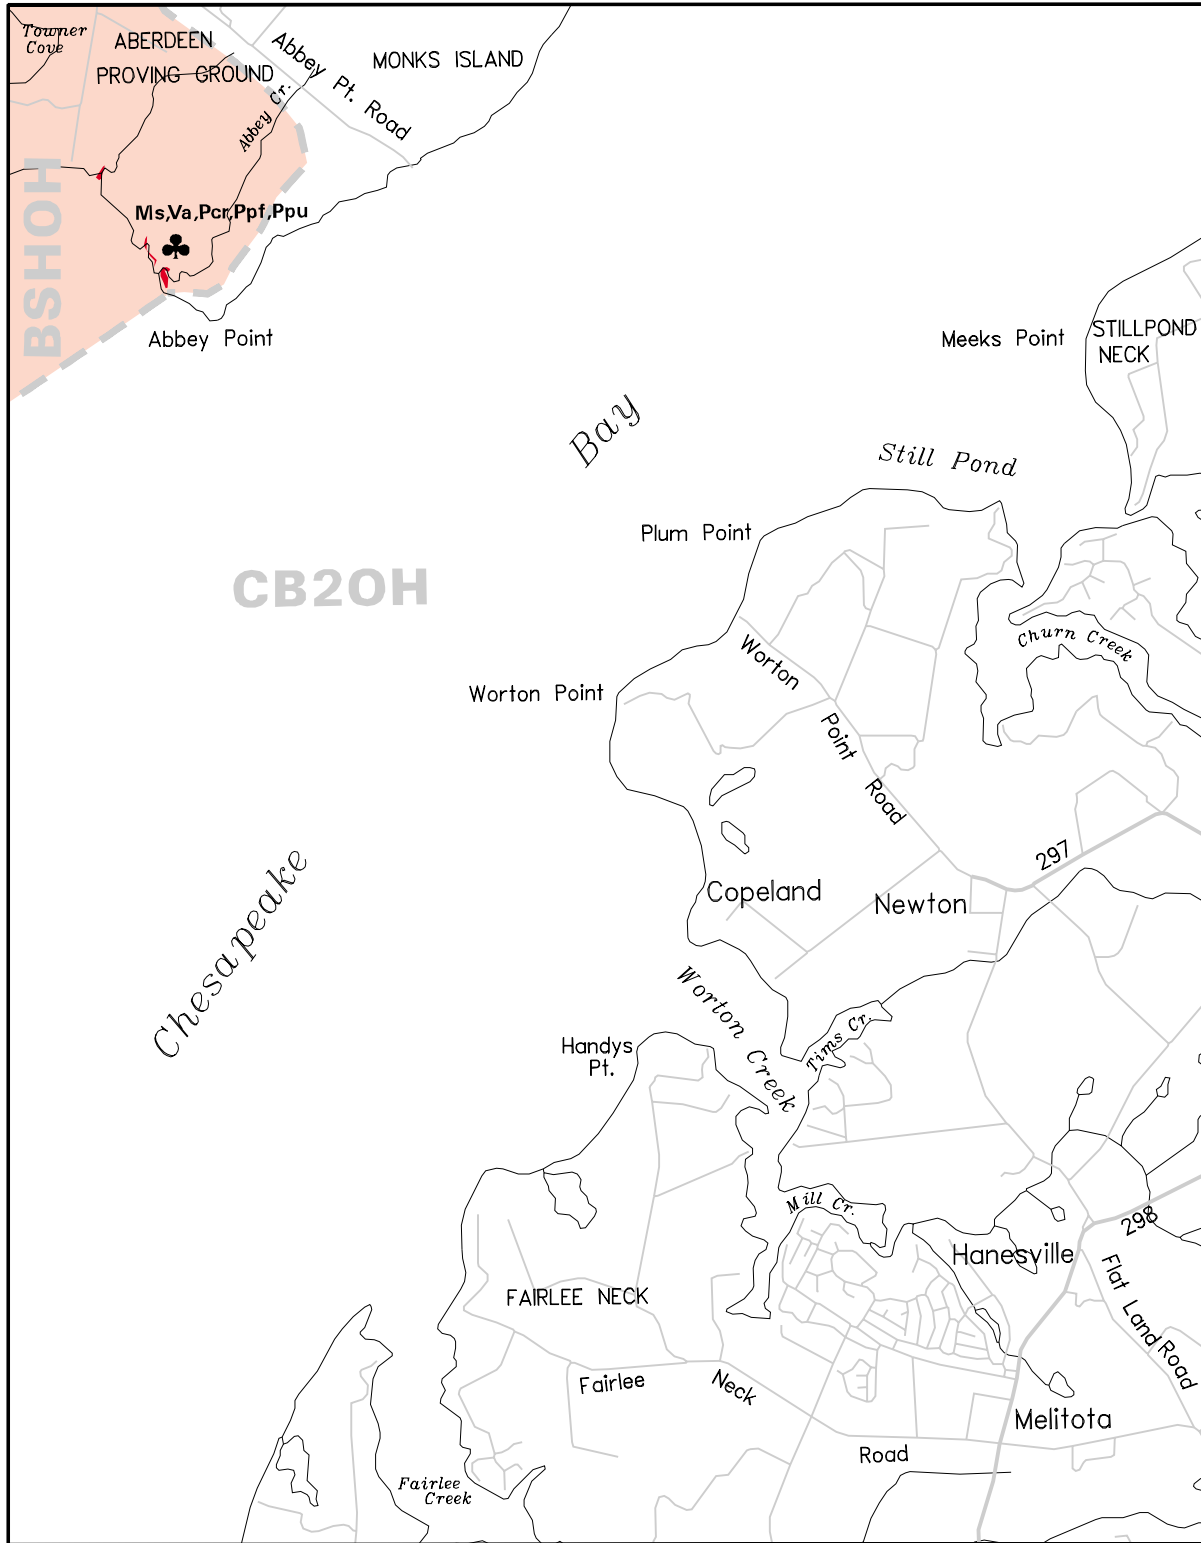 Towner
Cove
ABERDEEN
PROVING GROUND
Abbey Cr.
Abbey Pt. Road
MONKS ISLAND
BSHOH
Ms,Va,Pcr,Ppf,Ppu
Abbey Point
Meeks Point
STILLPOND
NECK
Bay
Still Pond
Plum Point
CB2OH
Churn Creek
Worton Point
Worton
Point
Road
297
Chesapeake
Copeland
Newton
Worton Creek
Tims Cr.
Handys
Pt.
Mill Cr.
298
Hanesville
Flat Land Road
FAIRLEE NECK
Fairlee
Neck
Road
Melitota
Fairlee
Creek